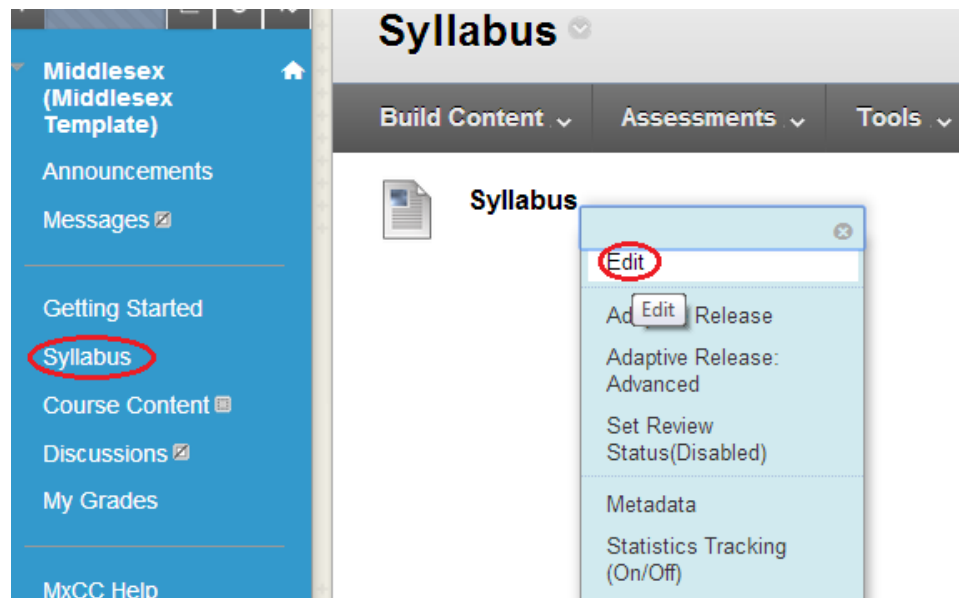 Middlesex
(Middlesex
Template)
Announcements
Messages
Getting Started
Syllabus
Course Content
Discussions
My Grades
MxCC Help
Syllabus
Build Content
Assessments
Tools
Syllabus
Edit
Edit
Release
Adaptive Release:
Advanced
Set Review
Status(Disabled)
Metadata
Statistics Tracking
(On/Off)